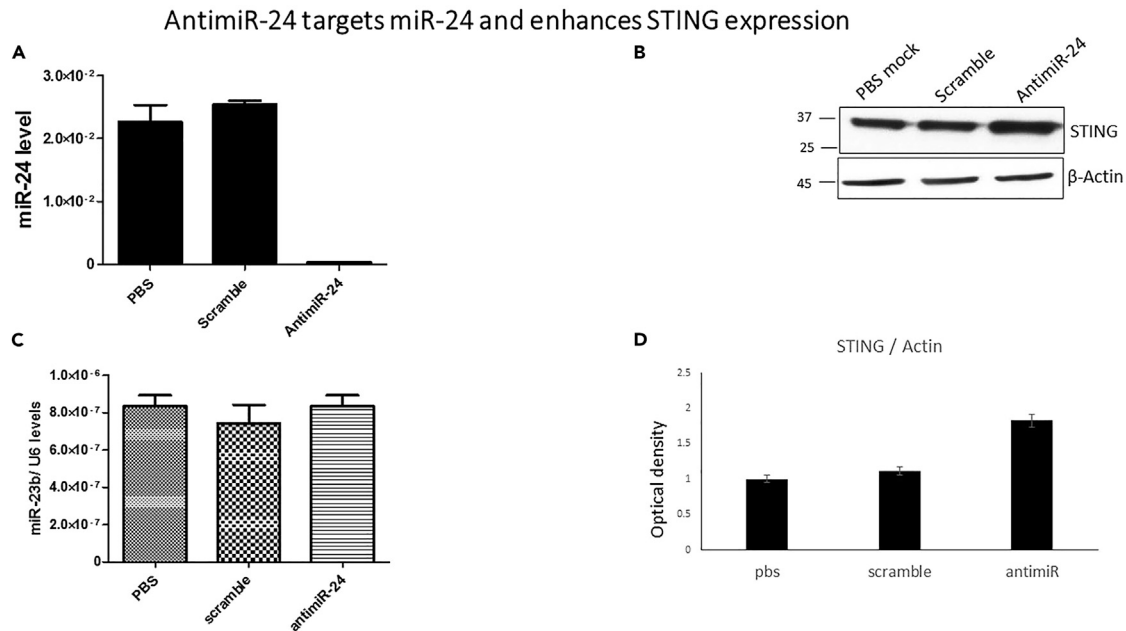 AntimiR-24 targets miR-24 and enhances STING expression
A
miR-24 level
3.0×10⁻²
2.0×10⁻²
1.0×10⁻²
0
PBS
Scramble
AntimiR-24
B
PBS mock
Scramble
AntimiR-24
37
25
STING
45
β-Actin
C
miR-23b/ U6 levels
1.0×10⁻⁶
8.0×10⁻⁷
6.0×10⁻⁷
4.0×10⁻⁷
2.0×10⁻⁷
0
PBS
scramble
antimiR-24
D
STING / Actin
Optical density
2.5
2
1.5
1
0.5
0
pbs
scramble
antimiR